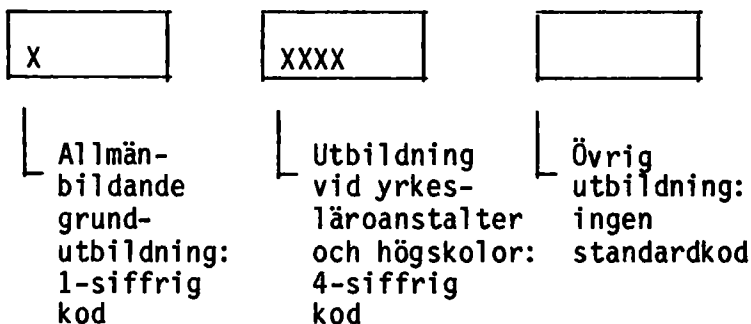 X
XXXX
Allmän-
bildande
grund-
utbildning:
1-siffrig
kod
Utbildning
vid yrkes-
läroanstalter
och högskolor:
4-siffrig
kod
Övrig
utbildning:
ingen
standardkod